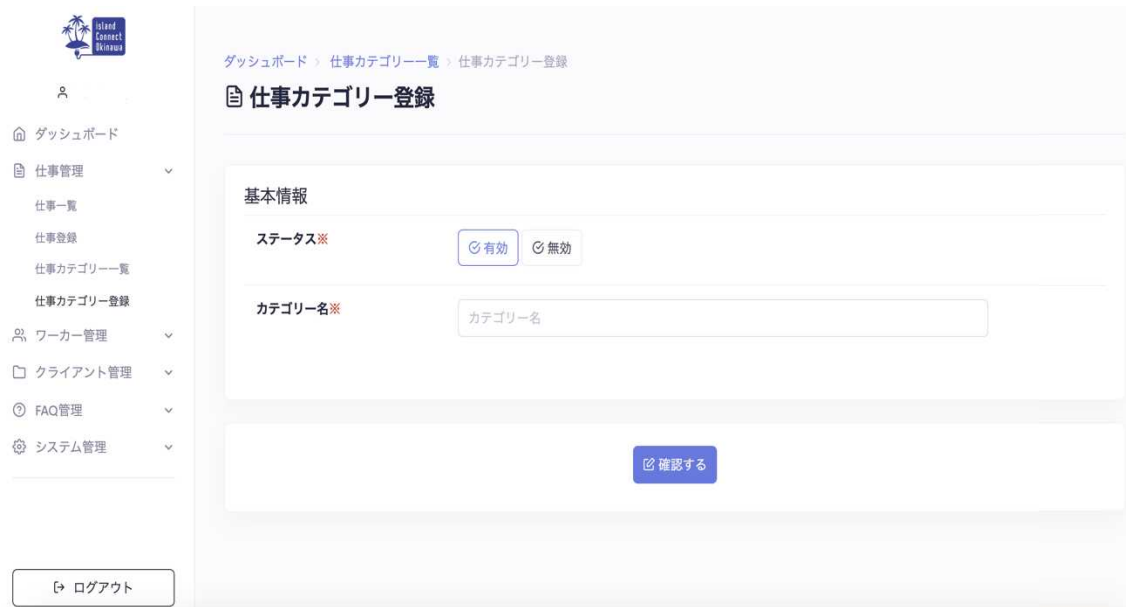 island
Connect
Okinawa
ダッシュボード
仕事管理
仕事一覧
仕事登録
仕事カテゴリー一覧
仕事カテゴリー登録
ワーカー管理
クライアント管理
FAQ管理
システム管理
ログアウト
ダッシュボード › 仕事カテゴリー一覧 › 仕事カテゴリー登録
仕事カテゴリー登録
基本情報
ステータス※
有効 無効
カテゴリー名※
カテゴリー名
確認する